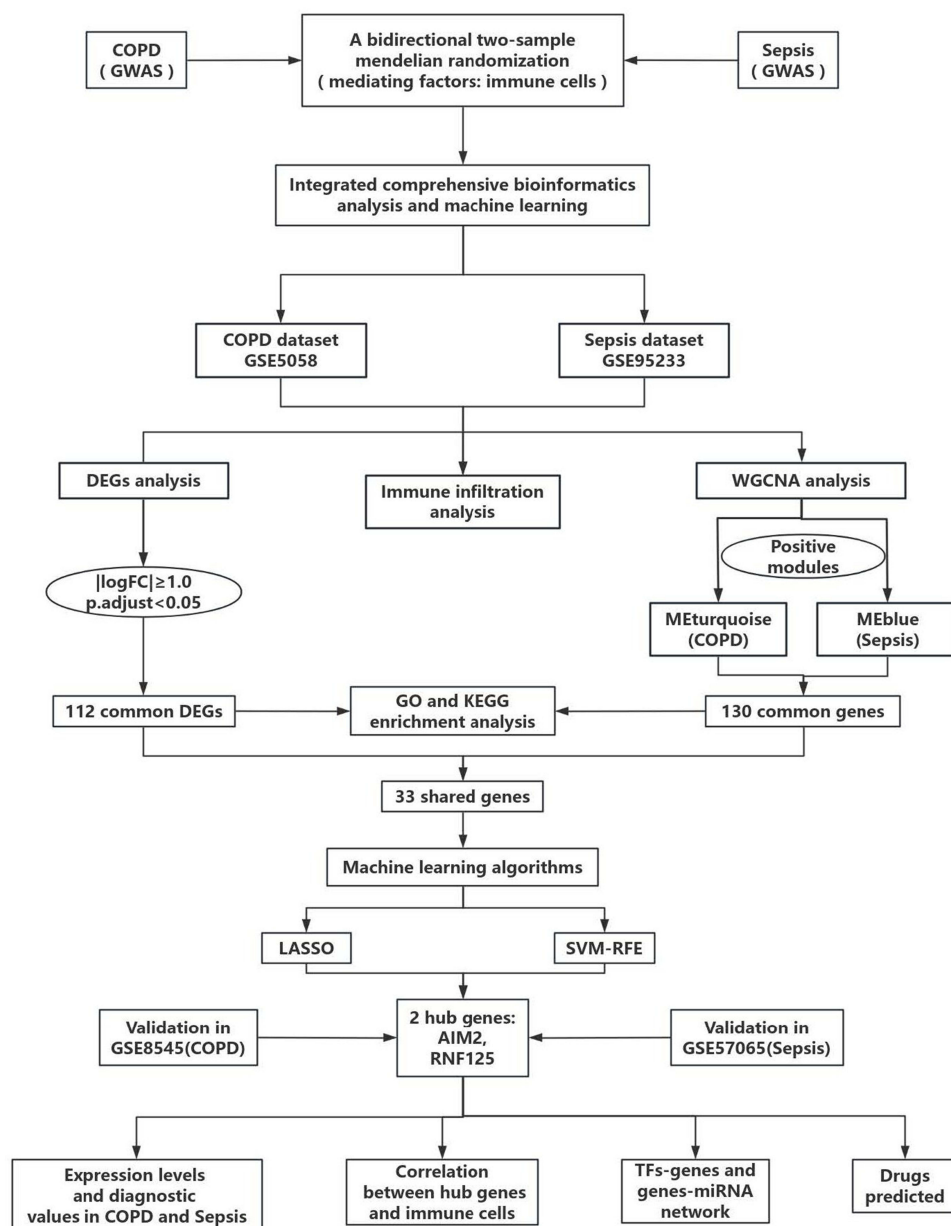 COPD
( GWAS )
A bidirectional two-sample
mendelian randomization
( mediating factors: immune cells )
Sepsis
( GWAS )
Integrated comprehensive bioinformatics
analysis and machine learning
COPD dataset
GSE5058
Sepsis dataset
GSE95233
DEGs analysis
Immune infiltration
analysis
WGCNA analysis
|logFC|≥1.0
p.adjust<0.05
Positive
modules
MEturquoise
(COPD)
MEblue
(Sepsis)
112 common DEGs
GO and KEGG
enrichment analysis
130 common genes
33 shared genes
Machine learning algorithms
LASSO
SVM-RFE
Validation in
GSE8545(COPD)
2 hub genes:
AIM2,
RNF125
Validation in
GSE57065(Sepsis)
Expression levels
and diagnostic
values in COPD and Sepsis
Correlation
between hub genes
and immune cells
TFs-genes and
genes-miRNA
network
Drugs
predicted